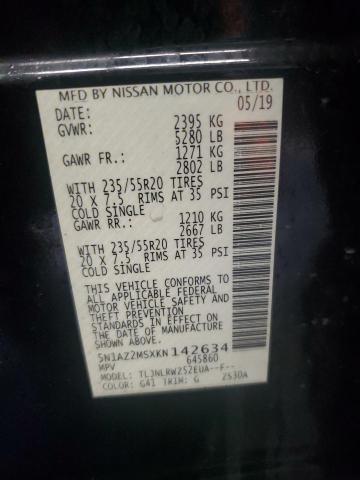 MFD BY NISSAN MOTOR CO., LTD.
DATE: 05/19
GVWR: 2395 KG
5280 LB
GAWR FR.: 1271 KG
2802 LB
WITH 235/55R20 TIRES
20 X 7.5 RIMS AT 35 PSI
COLD SINGLE
GAWR RR.: 1210 KG
2667 LB
WITH 235/55R20 TIRES
20 X 7.5 RIMS AT 35 PSI
COLD SINGLE
THIS VEHICLE CONFORMS TO
ALL APPLICABLE FEDERAL
MOTOR VEHICLE SAFETY, BUMPER,
AND THEFT PREVENTION
STANDARDS IN EFFECT ON
THE DATE OF MANUFACTURE
SHOWN ABOVE.
5N1AZ2MSXKN142634
MPV 645860
MODEL: TLJNLRWZ52EUA--F--
COLOR: G41 TRIM: G 2S30A